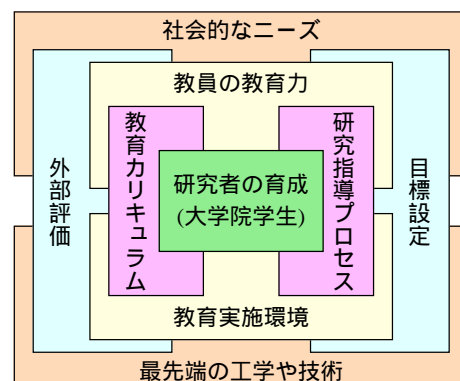 社会的なニーズ
教員の教育力
教育カリキュラム
研究指導プロセス
外部評価
研究者の育成
(大学院学生)
目標設定
教育実施環境
最先端の工学や技術